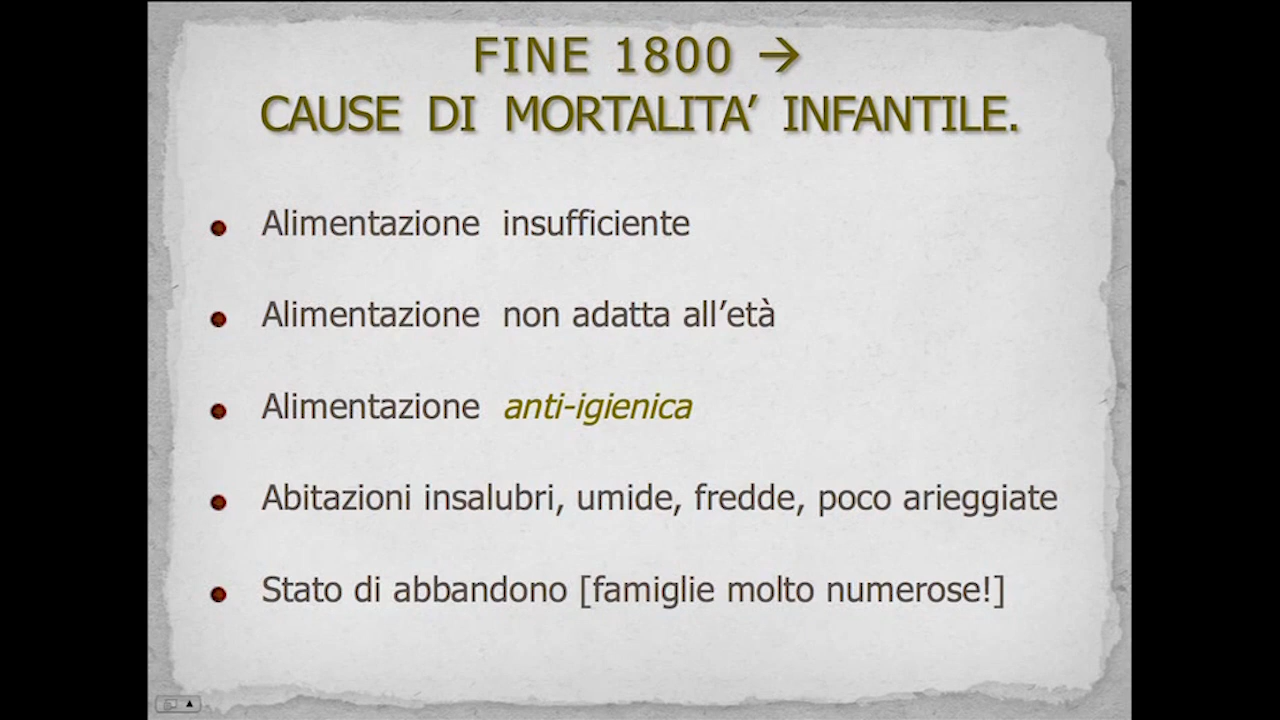 FINE 1800 →
CAUSE DI MORTALITA’ INFANTILE.
Alimentazione insufficiente
Alimentazione non adatta all’età
Alimentazione anti-igienica
Abitazioni insalubri, umide, fredde, poco arieggiate
Stato di abbandono [famiglie molto numerose!]